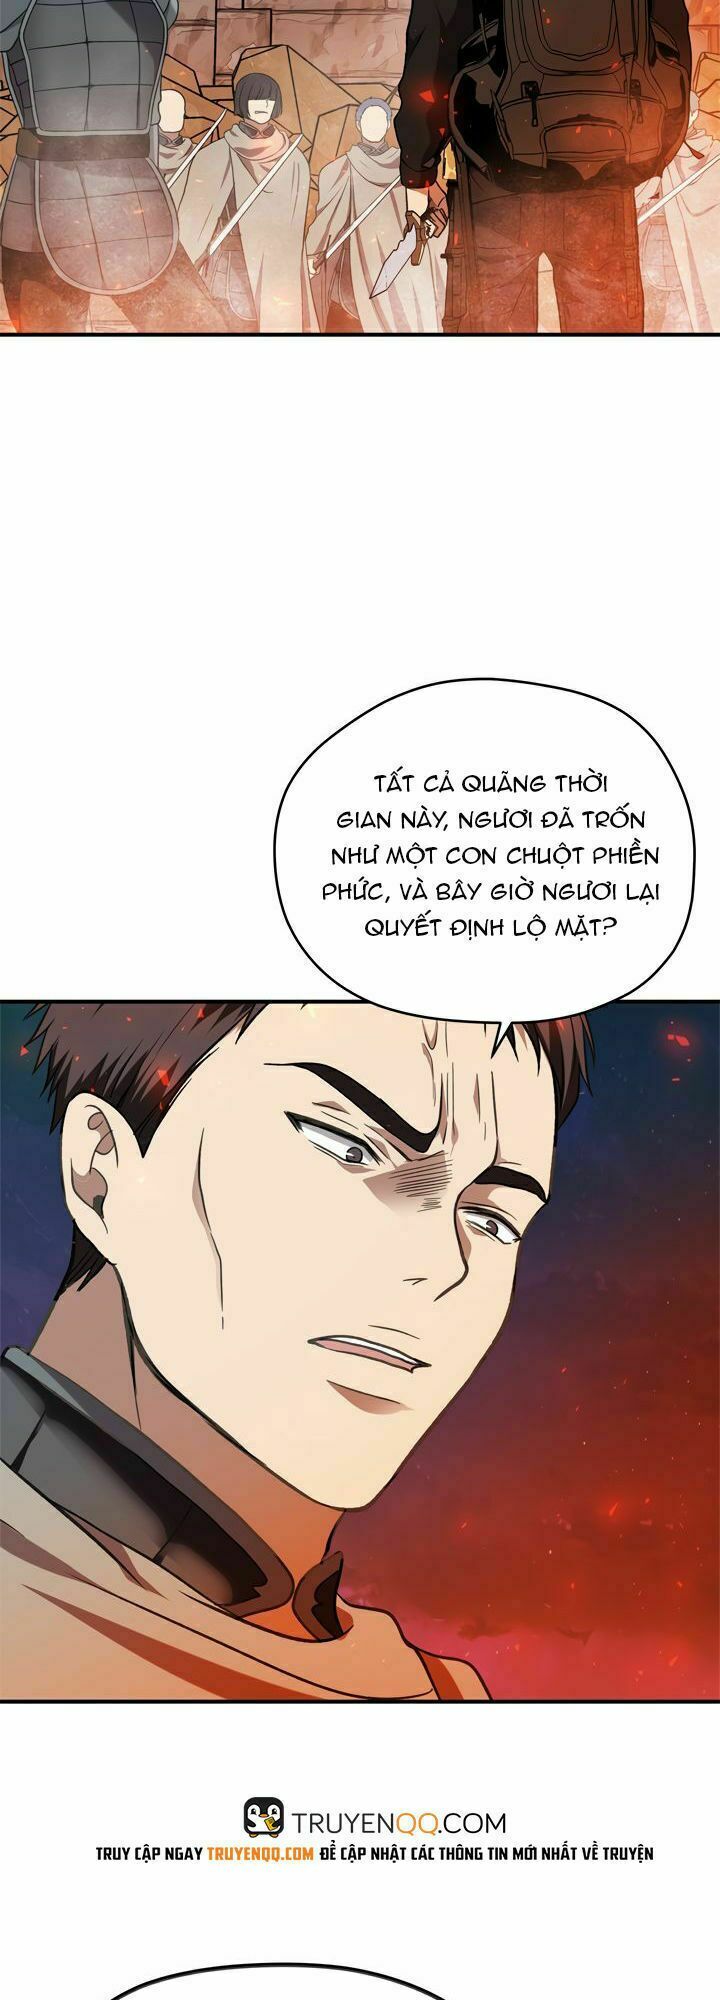 TẤT CẢ QUÃNG THỜI
GIAN NÀY, NGƯƠI ĐÃ TRỐN
NHƯ MỘT CON CHUỘT PHIỀN
PHỨC, VÀ BÂY GIỜ NGƯƠI LẠI
QUYẾT ĐỊNH LỘ MẶT?
TRUYENQQ.COM
TRUY CẬP NGAY TRUYENQQ.COM ĐỂ CẬP NHẬT CÁC THÔNG TIN MỚI NHẤT VỀ TRUYỆN